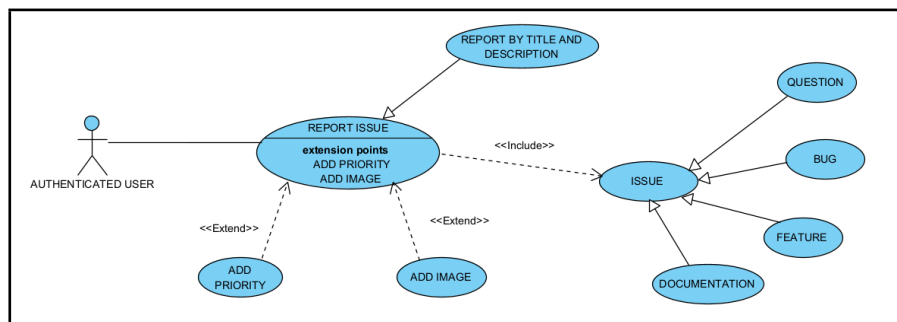 REPORT BY TITLE AND
DESCRIPTION
QUESTION
REPORT ISSUE
extension points
ADD PRIORITY
ADD IMAGE
<<Include>>
BUG
AUTHENTICATED USER
ISSUE
<<Extend>>
<<Extend>>
FEATURE
ADD
PRIORITY
ADD IMAGE
DOCUMENTATION